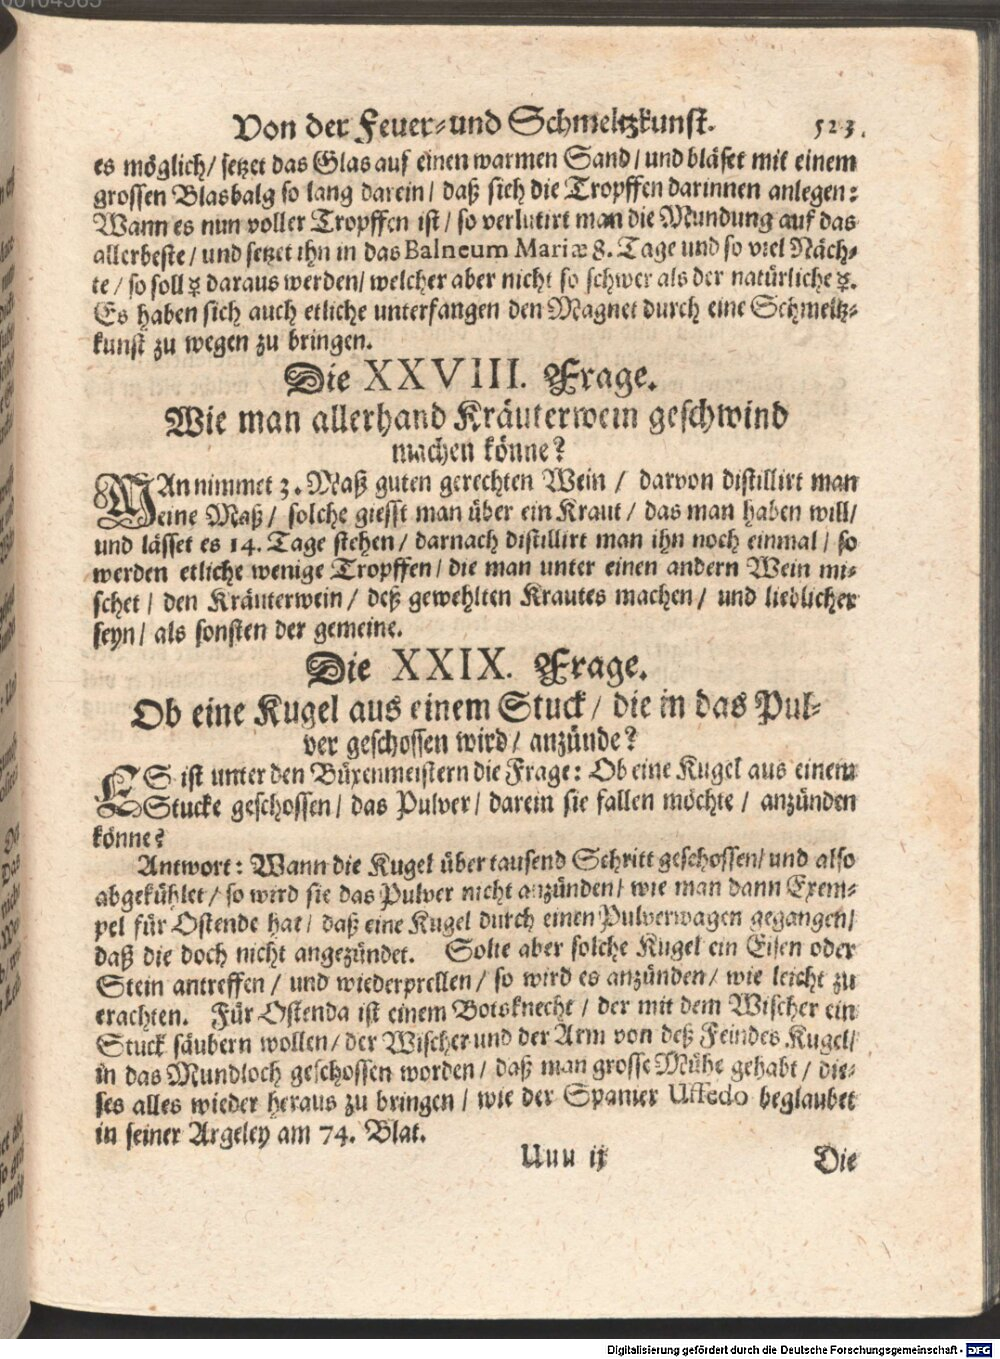 Von der Feuer-und Schmeltzkunst. 523.
es möglich/ setzet das Glas auf einen warmen Sand/ und bläset mit einem
grossen Blasbalg so lang darein/ daß sich die Tropffen darinnen anlegen:
Wann es nun voller Tropffen ist/ so verlutirt man die Mundung auf das
allerbeste/ und setzet ihn in das Balneum Mariæ 8. Tage und so viel Näch-
te/ so soll ☿ daraus werden/ welcher aber nicht so schwer als der natürliche ☿.
Es haben sich auch etliche unterfangen den Magnet durch eine Schmeltz-
kunst zu wegen zu bringen.
Die XXVIII. Frage.
Wie man allerhand Kräuterwein geschwind
machen könne?
MAn nimmet 3. Maß guten gerechten Wein / darvon distillirt man
eine Maß/ solche giesst man über ein Kraut/ das man haben will/
und lässet es 14. Tage stehen/ darnach distillirt man ihn noch einmal/ so
werden etliche wenige Tropffen/ die man unter einen andern Wein mi-
schet/ den Kräuterwein/ deß gewehlten Krautes machen/ und lieblicher
seyn/ als sonsten der gemeine.
Die XXIX. Frage.
Ob eine Kugel aus einem Stuck/ die in das Pul-
ver geschossen wird/ anzünde?
ES ist unter den Büxenmeistern die Frage: Ob eine Kugel aus einem
Stucke geschossen/ das Pulver/ darein sie fallen möchte/ anzünden
könne?
Antwort: Wann die Kugel über tausend Schritt geschossen/ und also
abgekühlet/ so wird sie das Pulver nicht anzünden/ wie man dann Exem-
pel für Ostende hat/ daß eine Kugel durch einen Pulverwagen gegangen/
daß die doch nicht angezündet. Solte aber solche Kugel ein Eisen oder
Stein antreffen/ und wiederprellen/ so wird es anzünden/ wie leicht zu
erachten. Für Ostenda ist einem Botsknecht/ der mit dem Wischer ein
Stuck säubern wollen/ der Wischer und der Arm von deß Feindes Kugel/
in das Mundloch geschossen worden/ daß man grosse Mühe gehabt/ die-
ses alles wieder heraus zu bringen/ wie der Spanier Uffedo beglaubet
in seiner Argeley am 74. Blat.
Uuu ij Die
Digitalisierung gefördert durch die Deutsche Forschungsgemeinschaft - DFG